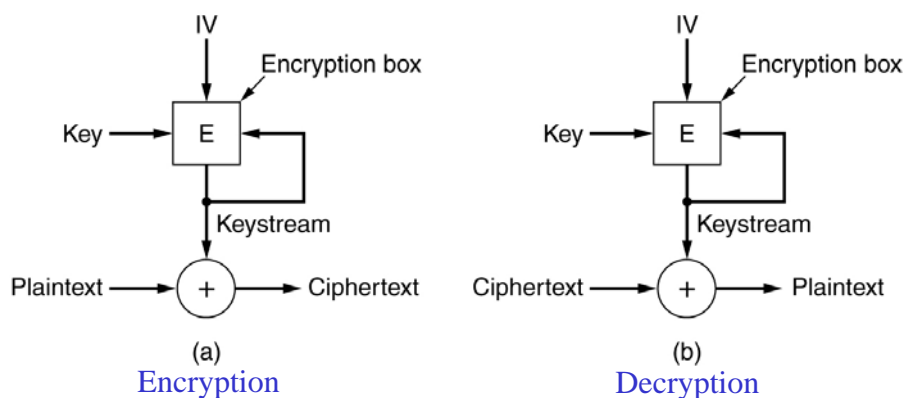 IV IV
Encryption box Encryption box
Key E Key E
Keystream Keystream
Plaintext + Ciphertext Ciphertext + Plaintext
(a) (b)
Encryption Decryption